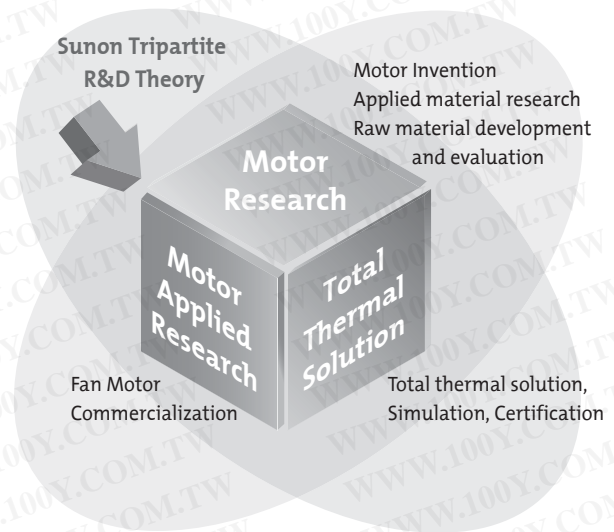 Sunon Tripartite
R&D Theory
Motor Invention
Applied material research
Raw material development
and evaluation
Motor
Research
Motor
Applied
Research
Total
Thermal
Solution
Fan Motor
Commercialization
Total thermal solution,
Simulation, Certification
WWW.100Y.COM.TW